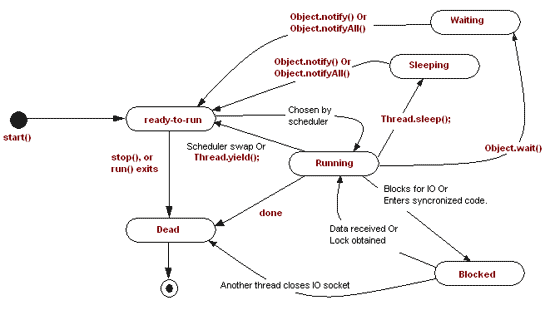 Object.notify() Or
Object.notifyAll()
Waiting
Object.notify() Or
Object.notifyAll()
Sleeping
start()
ready-to-run
Chosen by
scheduler
Thread.sleep();
Object.wait()
Scheduler swap Or
Thread.yield();
Running
stop(), or
run() exits
Blocks for IO Or
Enters syncronized code.
done
Dead
Data received Or
Lock obtained
Another thread closes IO socket
Blocked